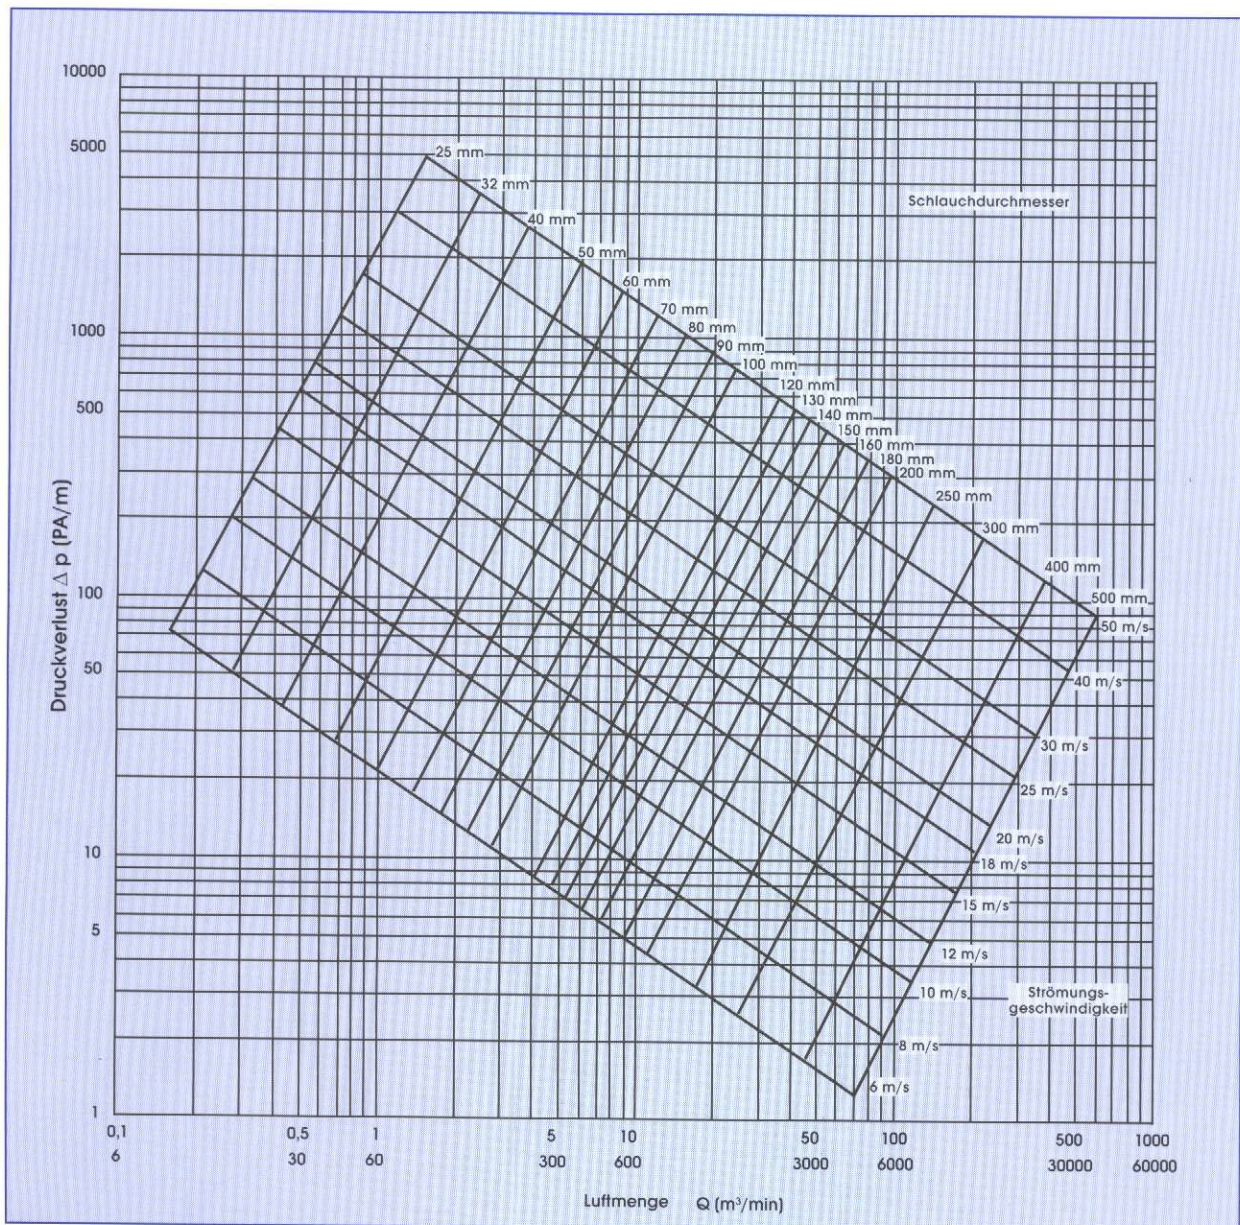 10000
5000
1000
500
100
50
10
5
1
Druckverlust Δ p (PA/m)
25 mm
32 mm
40 mm
50 mm
60 mm
70 mm
80 mm
90 mm
100 mm
120 mm
130 mm
140 mm
150 mm
160 mm
180 mm
200 mm
250 mm
300 mm
400 mm
500 mm
Schlauchdurchmesser
50 m/s
40 m/s
30 m/s
25 m/s
20 m/s
18 m/s
15 m/s
12 m/s
10 m/s
8 m/s
6 m/s
Strömungs-
geschwindigkeit
0,1 0,5 1 5 10 50 100 500 1000
6 30 60 300 600 3000 6000 30000 60000
Luftmenge Q (m³/min)